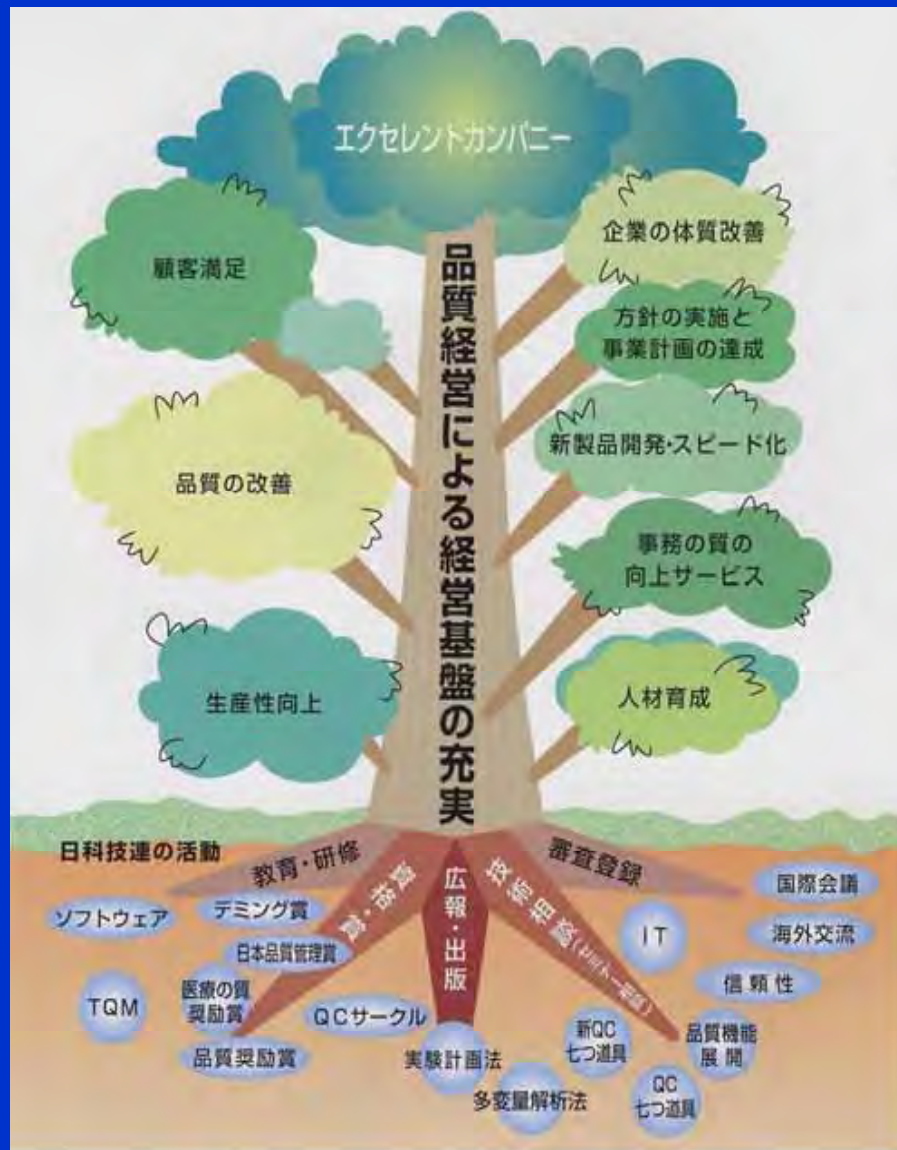 エクセレントカンパニー
企業の体質改善
顧客満足
方針の実施と
事業計画の達成
新製品開発・スピード化
品質の改善
事務の質の
向上サービス
生産性向上
人材育成
品質経営による経営基盤の充実
日科技連の活動
教育・研修
資格・賞
広報・出版
技術相談(セミナー相談)
審査登録
ソフトウェア
デミング賞
日本品質管理賞
TQM
医療の質
奨励賞
品質奨励賞
QCサークル
実験計画法
多変量解析法
新QC
七つ道具
QC
七つ道具
品質機能
展開
IT
信頼性
海外交流
国際会議